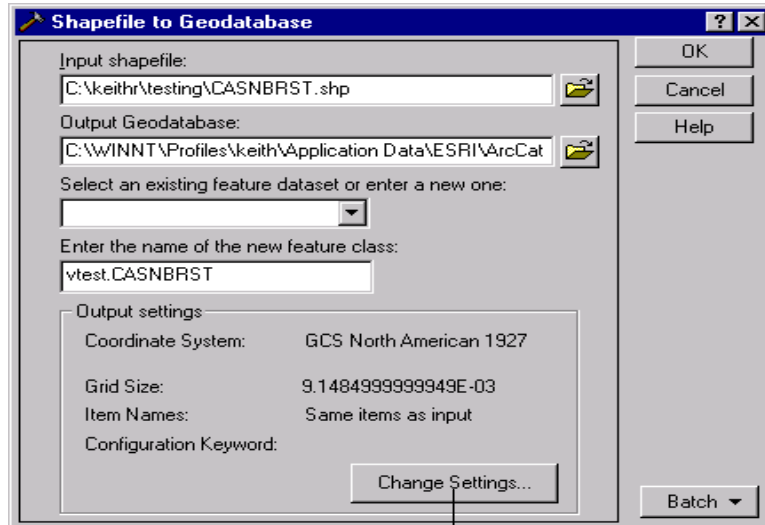 Shapefile to Geodatabase
Input shapefile:
C:\keithr\testing\CASNBRST.shp
Output Geodatabase:
C:\WINNT\Profiles\keith\Application Data\ESRI\ArcCat
Select an existing feature dataset or enter a new one:
Enter the name of the new feature class:
vtest.CASNBRST
Output settings
Coordinate System: GCS North American 1927
Grid Size: 9.1484999999949E-03
Item Names: Same items as input
Configuration Keyword:
Change Settings...
OK
Cancel
Help
Batch